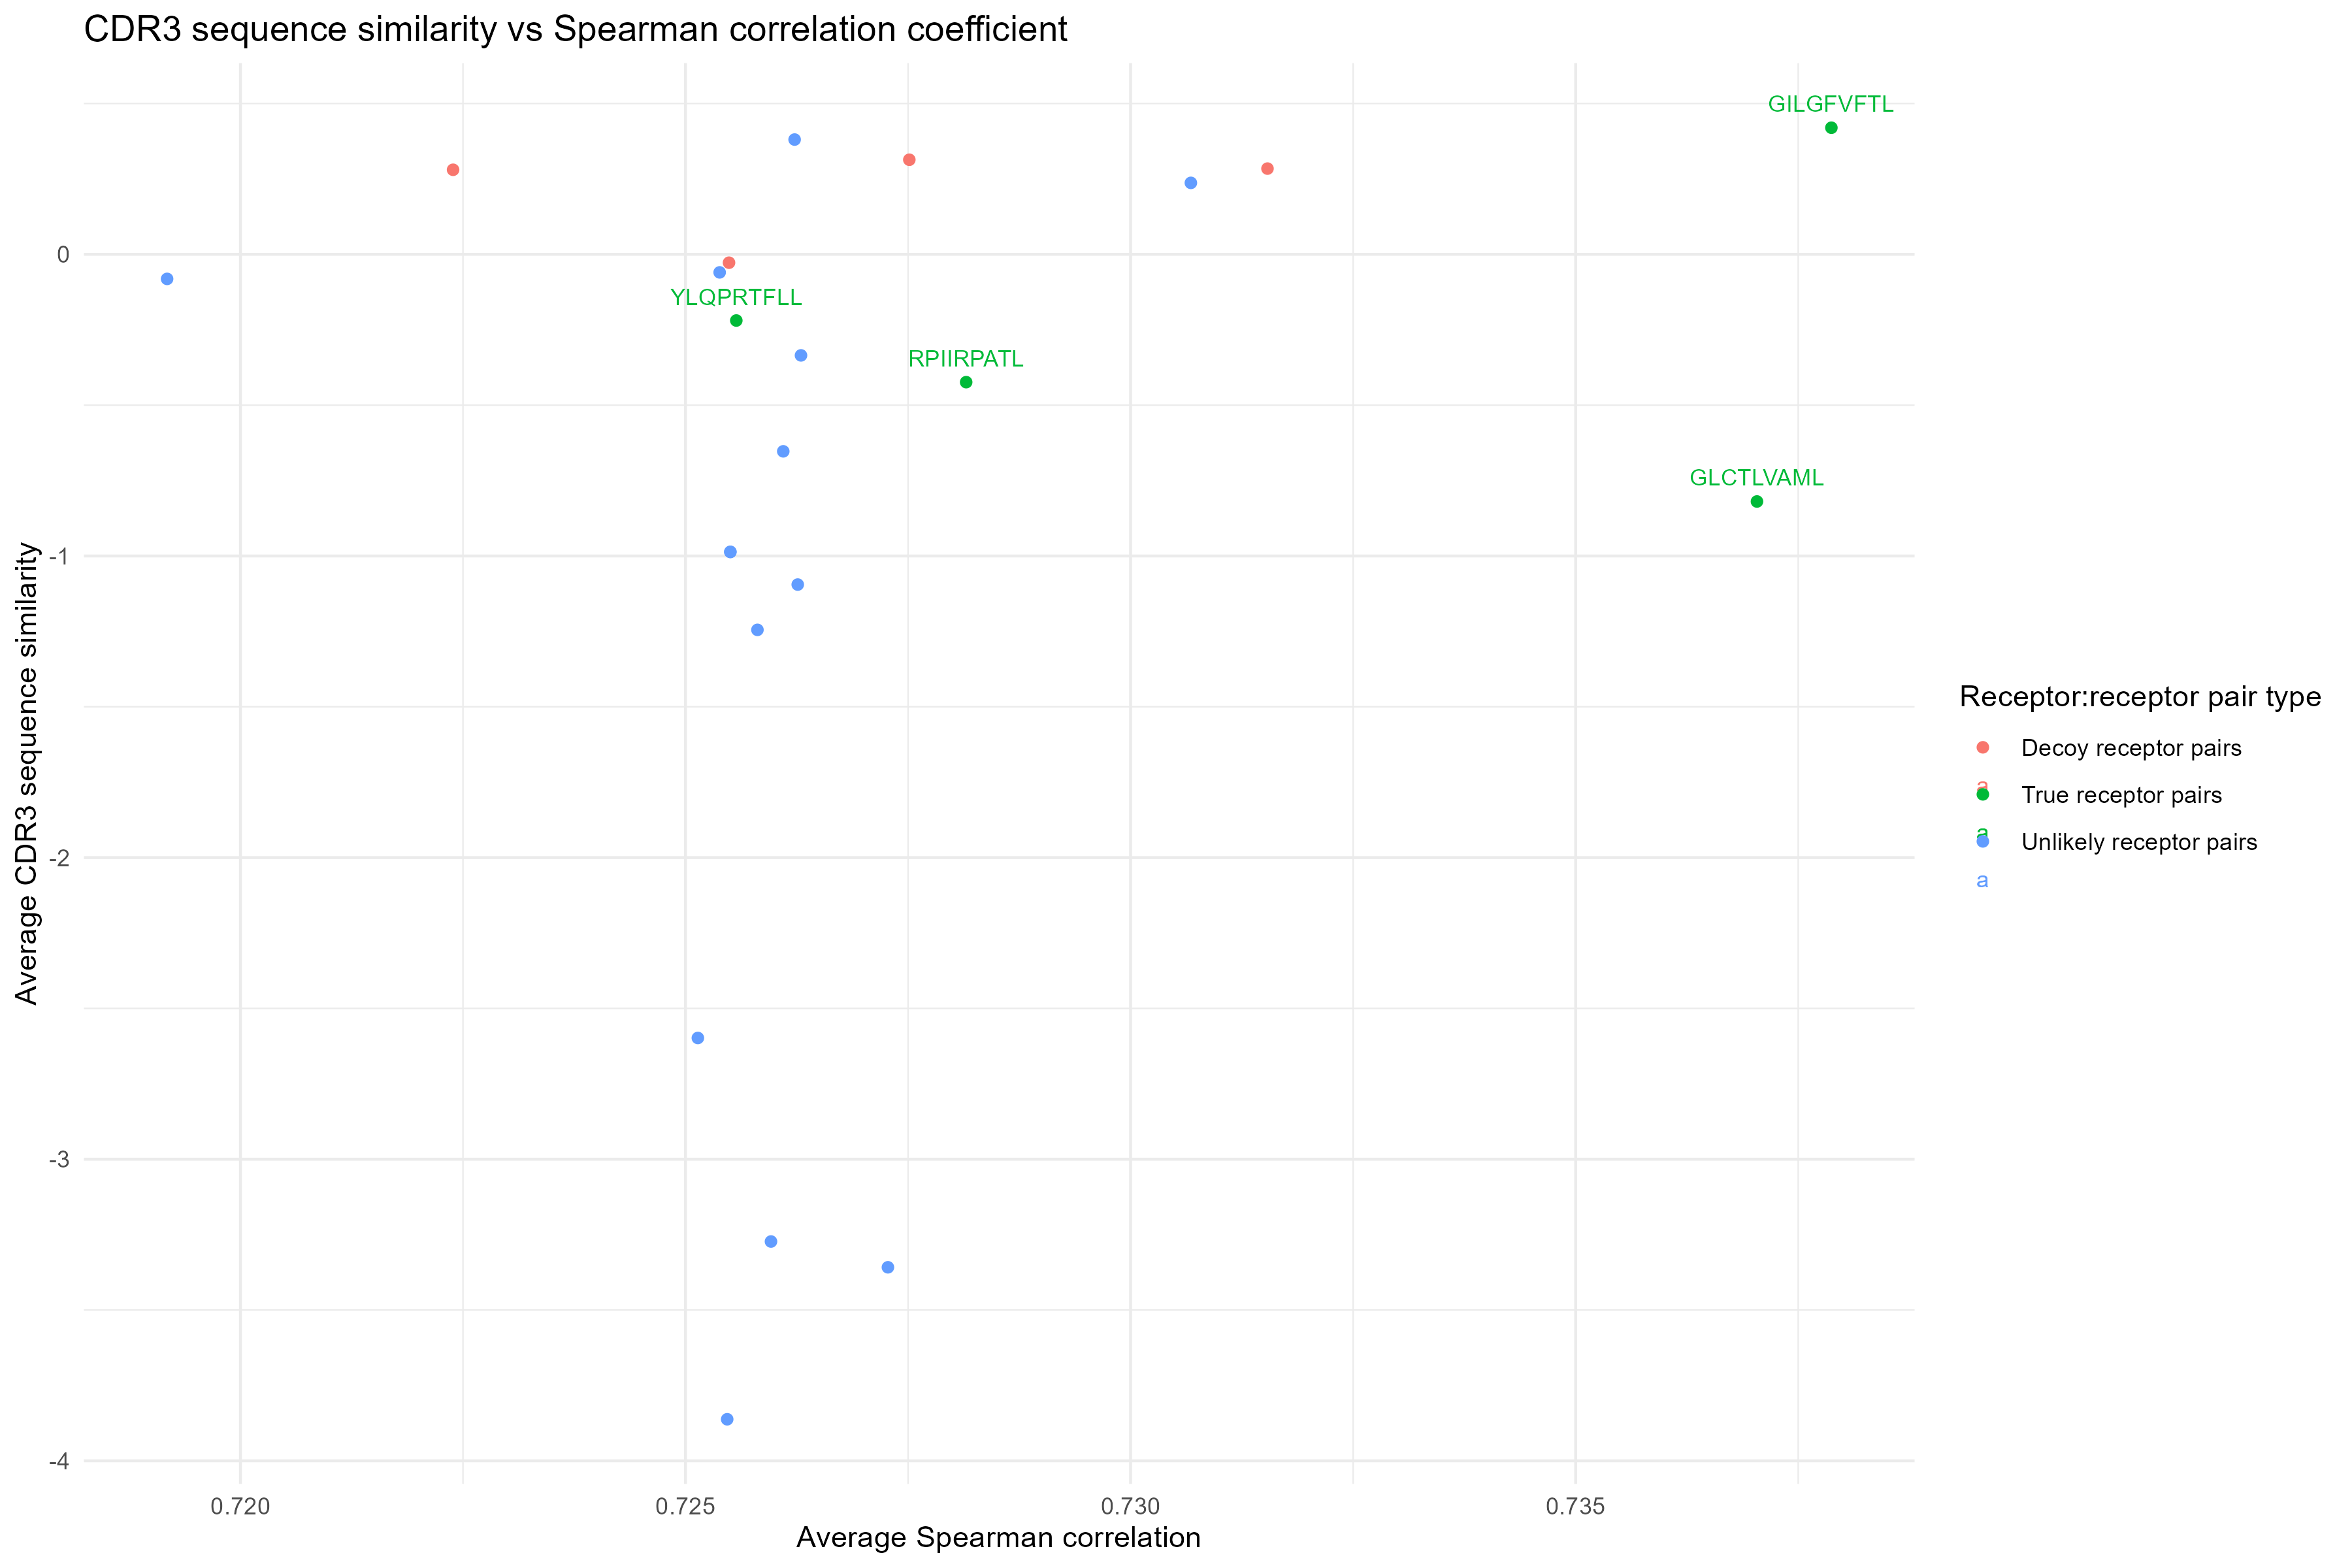 CDR3 sequence similarity vs Spearman correlation coefficient
GILGFVFTL
0
YLQPRTFLL
RPIIRPATL
GLCTLVAML
-1
-2
-3
-4
Average CDR3 sequence similarity
0.720 0.725 0.730 0.735
Average Spearman correlation
Receptor:receptor pair type
Decoy receptor pairs
a
True receptor pairs
a
Unlikely receptor pairs
a